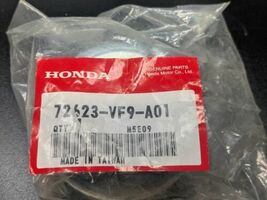 HONDA
GENUINE PARTS
Honda Motor Co., Ltd.
72623-VF9-A01
QTY
M5E09
MADE IN TAIWAN